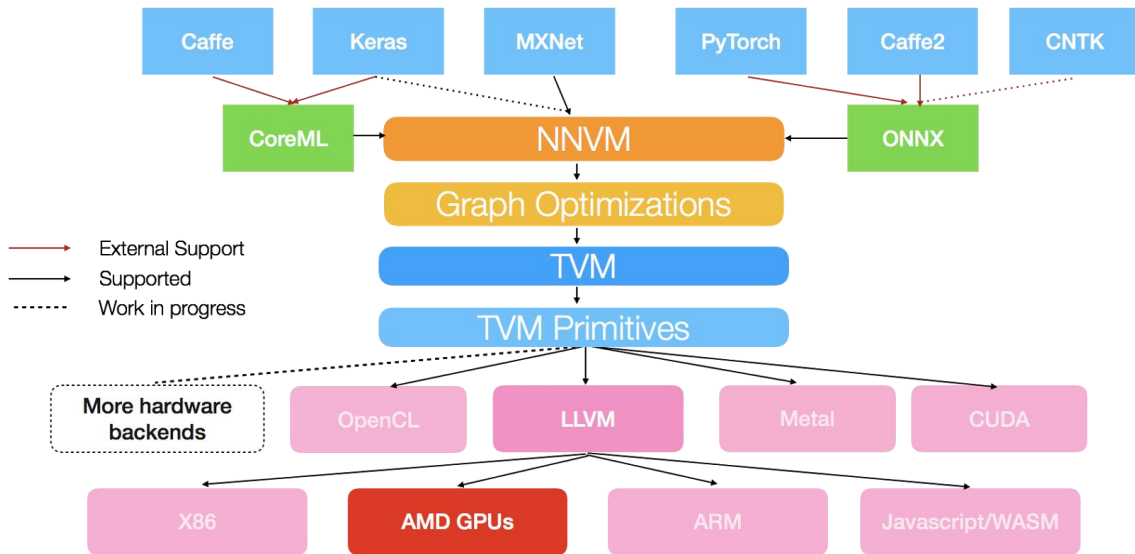 Caffe
Keras
MXNet
PyTorch
Caffe2
CNTK
CoreML
NNVM
ONNX
Graph Optimizations
External Support
Supported
Work in progress
TVM
TVM Primitives
More hardware
backends
OpenCL
LLVM
Metal
CUDA
X86
AMD GPUs
ARM
Javascript/WASM